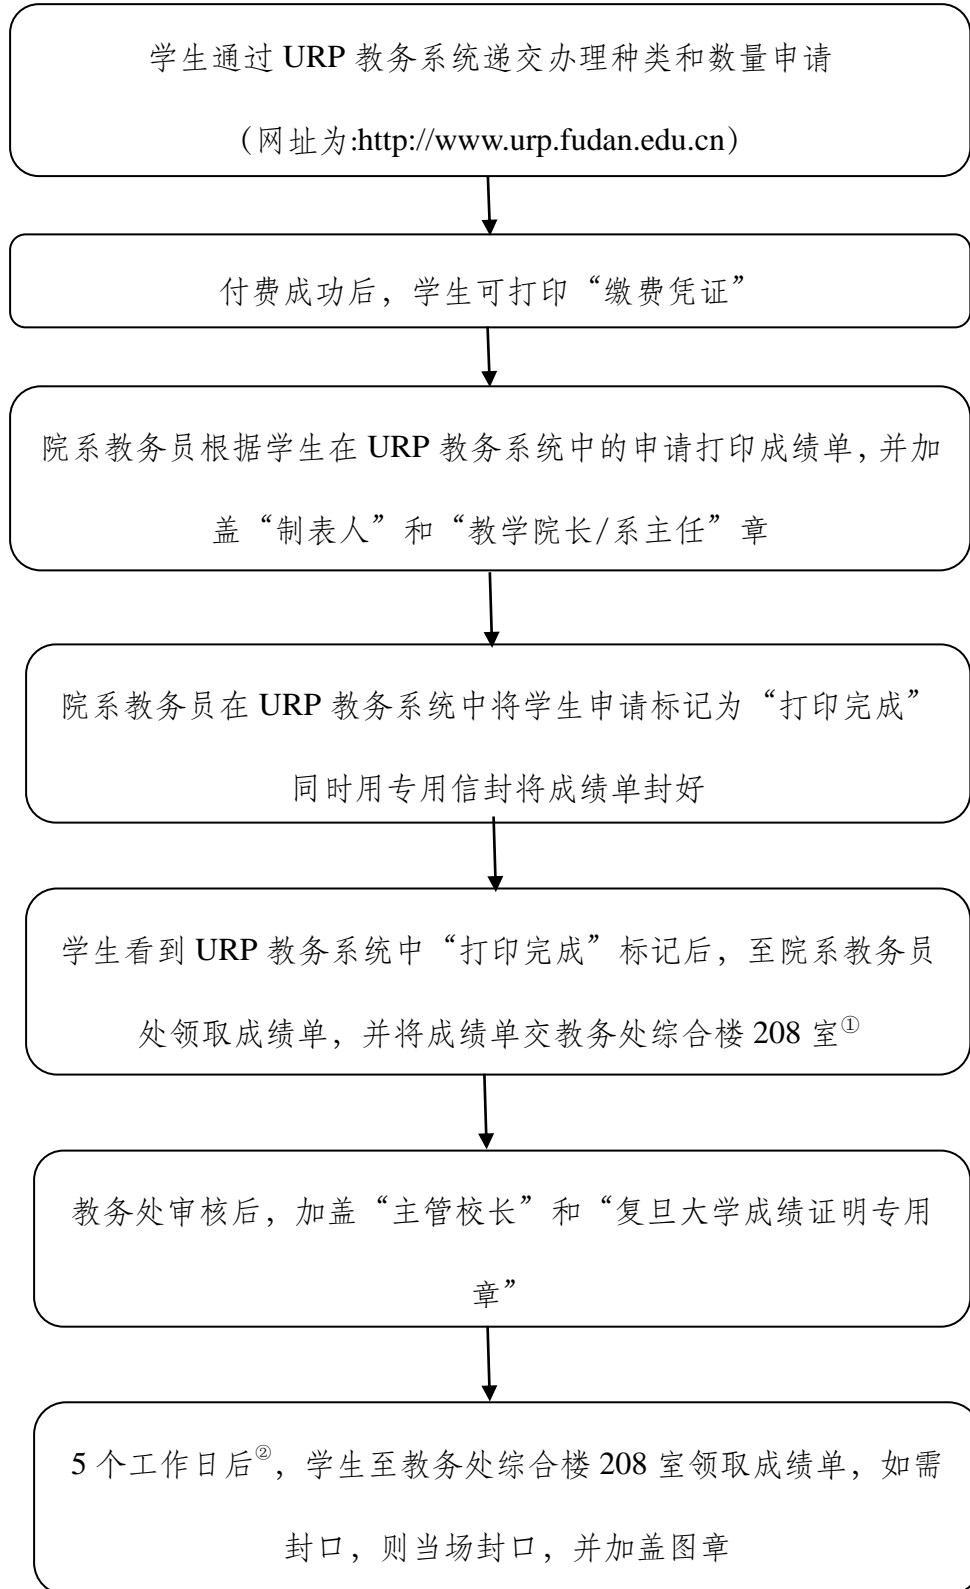 学生通过 URP 教务系统递交办理种类和数量申请
（网址为:http://www.urp.fudan.edu.cn）
付费成功后，学生可打印“缴费凭证”
院系教务员根据学生在 URP 教务系统中的申请打印成绩单，并加
盖“制表人”和“教学院长/系主任”章
院系教务员在 URP 教务系统中将学生申请标记为“打印完成”
同时用专用信封将成绩单封好
学生看到 URP 教务系统中“打印完成”标记后，至院系教务员
处领取成绩单，并将成绩单交教务处综合楼 208 室①
教务处审核后，加盖“主管校长”和“复旦大学成绩证明专用
章”
5 个工作日后②，学生至教务处综合楼 208 室领取成绩单，如需
封口，则当场封口，并加盖图章